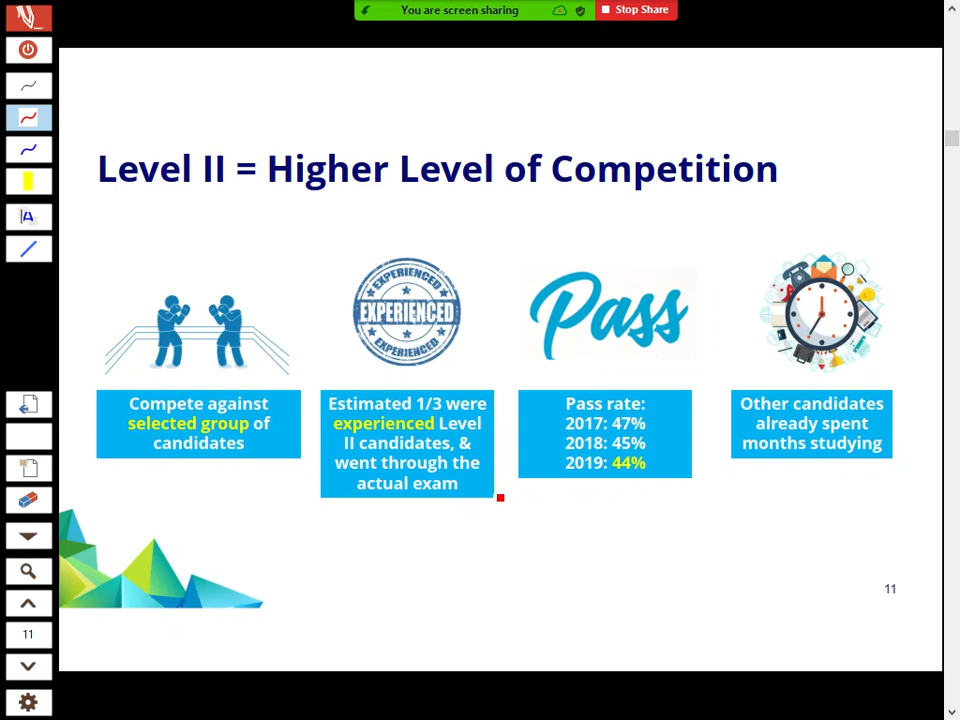 You are screen sharing
Stop Share
Level II = Higher Level of Competition
EXPERIENCED
EXPERIENCED
EXPERIENCED
Pass
Compete against
selected group of
candidates
Estimated 1/3 were
experienced Level
II candidates, &
went through the
actual exam
Pass rate:
2017: 47%
2018: 45%
2019: 44%
Other candidates
already spent
months studying
11
A
11